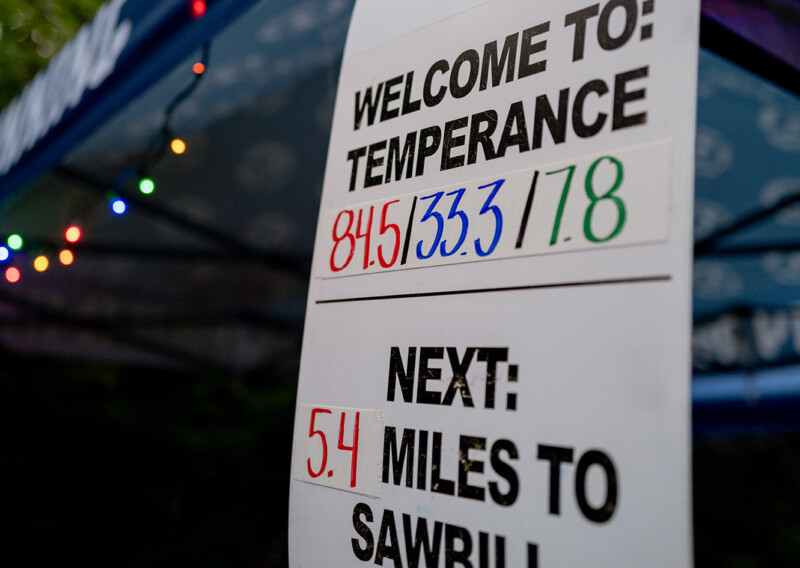 WELCOME TO:
TEMPERANCE
84.5/33.3/7.8
NEXT:
5.4 MILES TO
SAWBILL